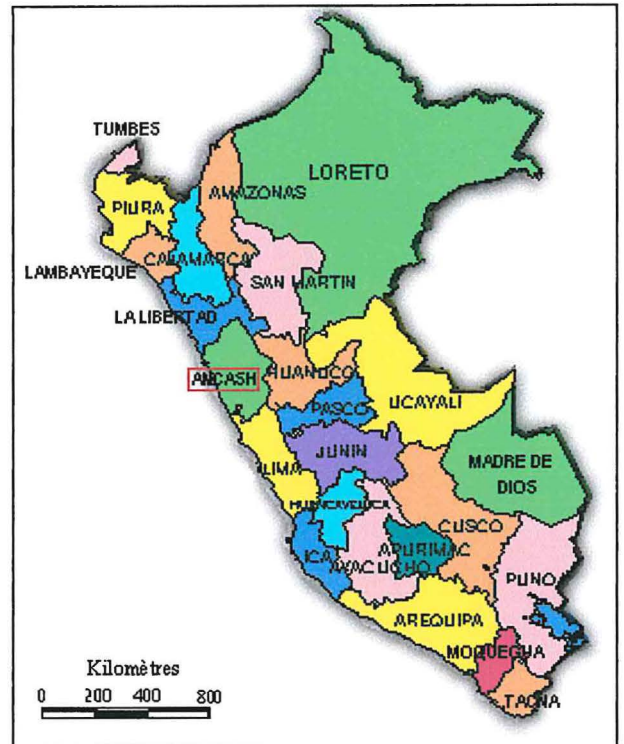 TUMBES
LORETO
AMAZONAS
PIURA
CAJAMARCA
LAMBAYEQUE
SAN MARTIN
LA LIBERTAD
ANCASH
HUANUCO
UCAYALI
PASCO
JUNIN
LIMA
MADRE DE
DIOS
HUANCAVELICA
CUSCO
ICA
APURIMAC
AYACUCHO
PUNO
AREQUIPA
MOQUEGUA
TACNA
Kilomètres
0 200 400 800